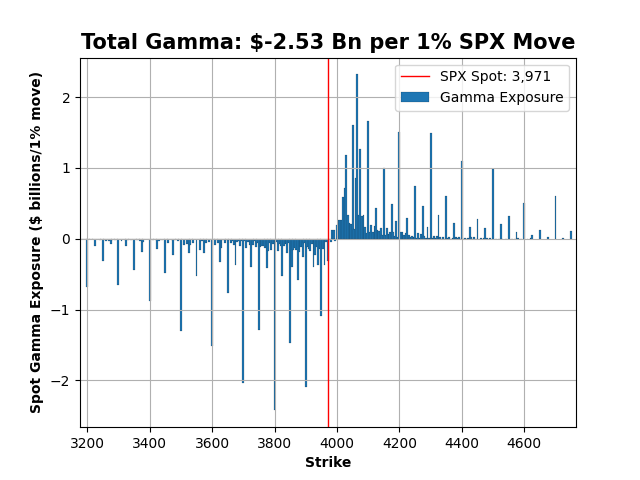 Total Gamma: $-2.53 Bn per 1% SPX Move
SPX Spot: 3,971
Gamma Exposure
Spot Gamma Exposure ($ billions/1% move)
2
1
0
−1
−2
3200 3400 3600 3800 4000 4200 4400 4600
Strike